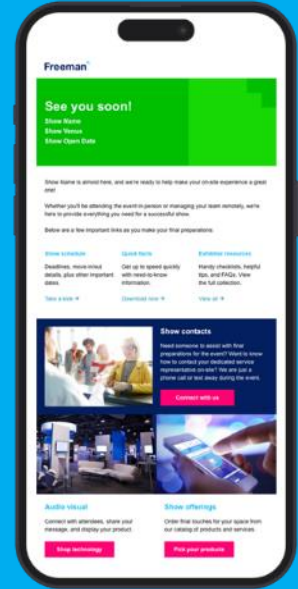 Freeman
See you soon!
Show Name
Show Venue
Show Open Date
Show Name is almost here, and we're ready to help make your on-site experience a great
one!
Whether you'll be attending the event in-person or managing your team remotely, we're
here to provide everything you need for a successful show.
Below are a few important links as you make your final preparations.
Show schedule
Deadlines, move-in/out
details, plus other important
dates.
Take a look →
Quick facts
Get up to speed quickly
with need-to-know
information.
Download now →
Exhibitor resources
Handy checklists, helpful
tips, and FAQs. View
the full collection.
View all →
Show contacts
Need someone to assist with final
preparations for the event? Want to know
how to contact your dedicated service
representative on-site? We are just a
phone call or text away during the event.
Connect with us
Audio visual
Connect with attendees, share your
message, and display your product.
Shop technology
Show offerings
Order final touches for your space from
our catalog of products and services.
Pick your products